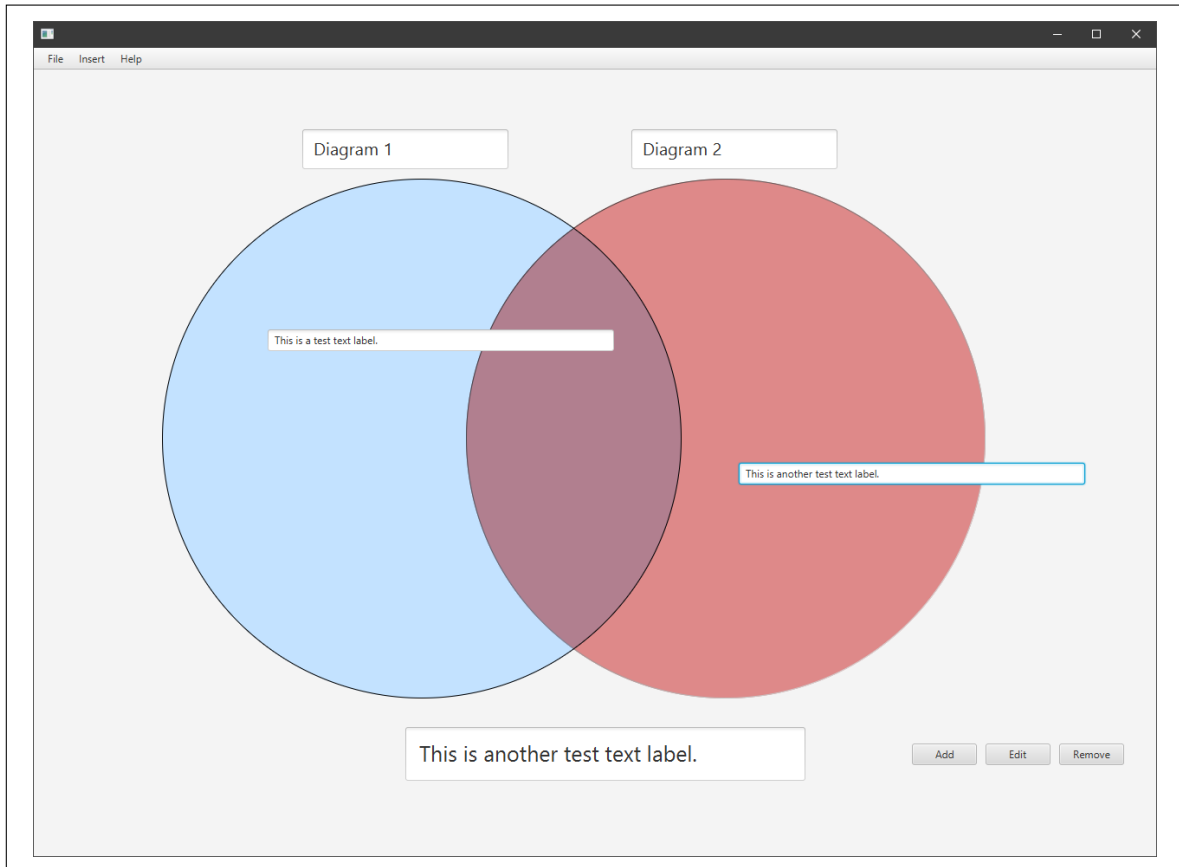 File Insert Help
Diagram 1 Diagram 2
This is a test text label.
This is another test text label.
This is another test text label.
Add Edit Remove